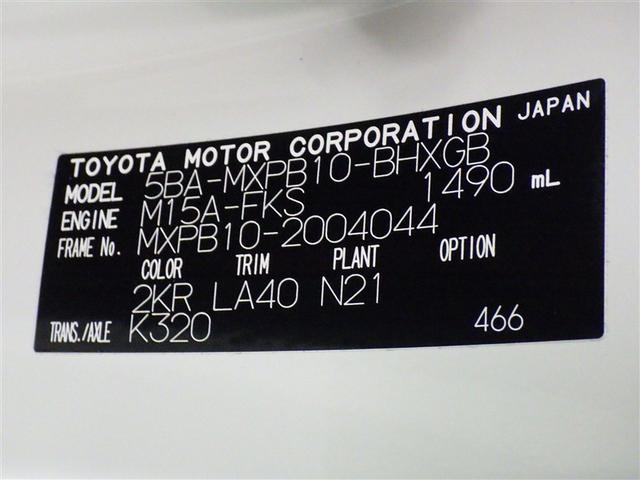 TOYOTA MOTOR CORPORATION JAPAN
MODEL 5BA-MXPB10-BHXGB
ENGINE M15A-FKS 1490 mL
FRAME No. MXPB10-2004044
COLOR TRIM PLANT OPTION
2KR LA40 N21
TRANS./AXLE K320 466